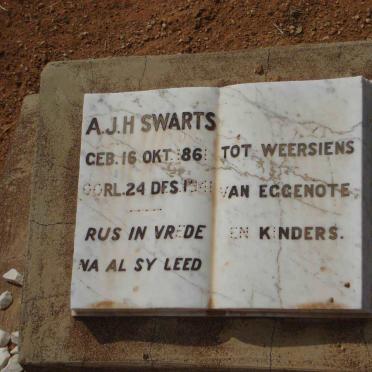 A.J.H SWARTS
GEB. 16 OKT.
OORL. 24 DES.
RUS IN VREDE
NA AL SY LEED
TOT WEERSIENS
VAN EGGENOTE
EN KINDERS.